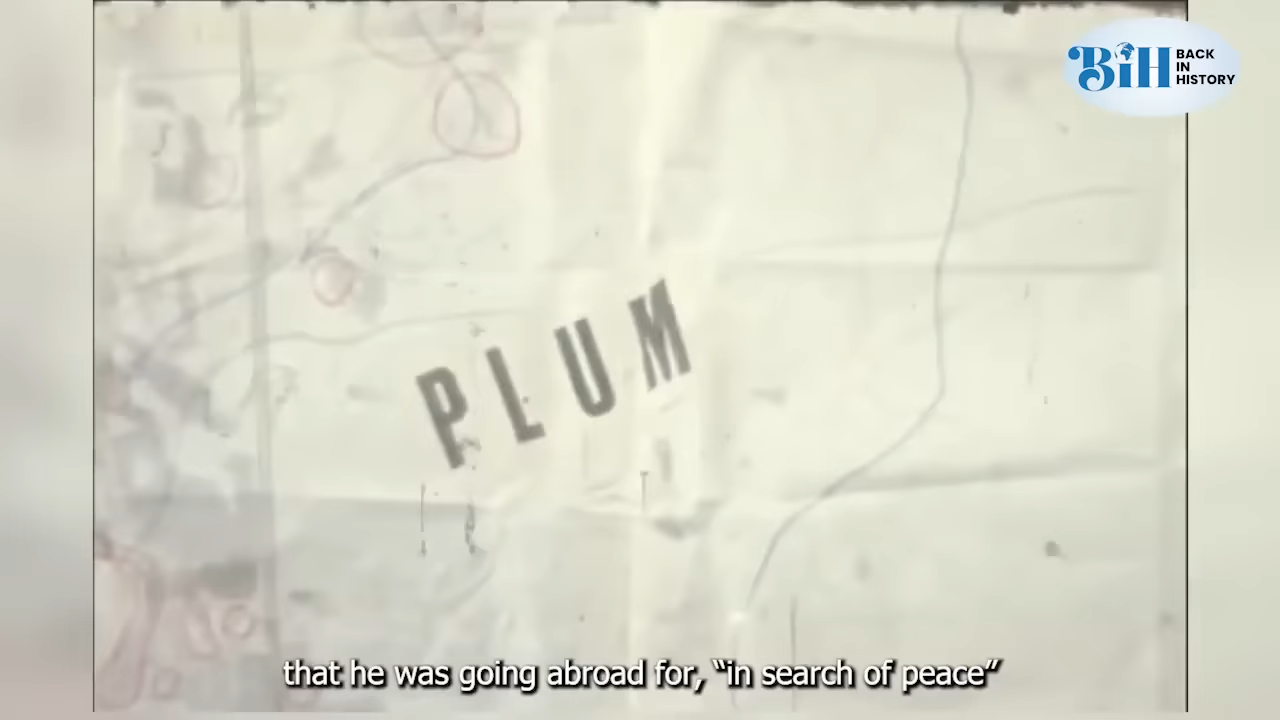 BiH BACK
IN
HISTORY
PLUM
that he was going abroad for, “in search of peace”